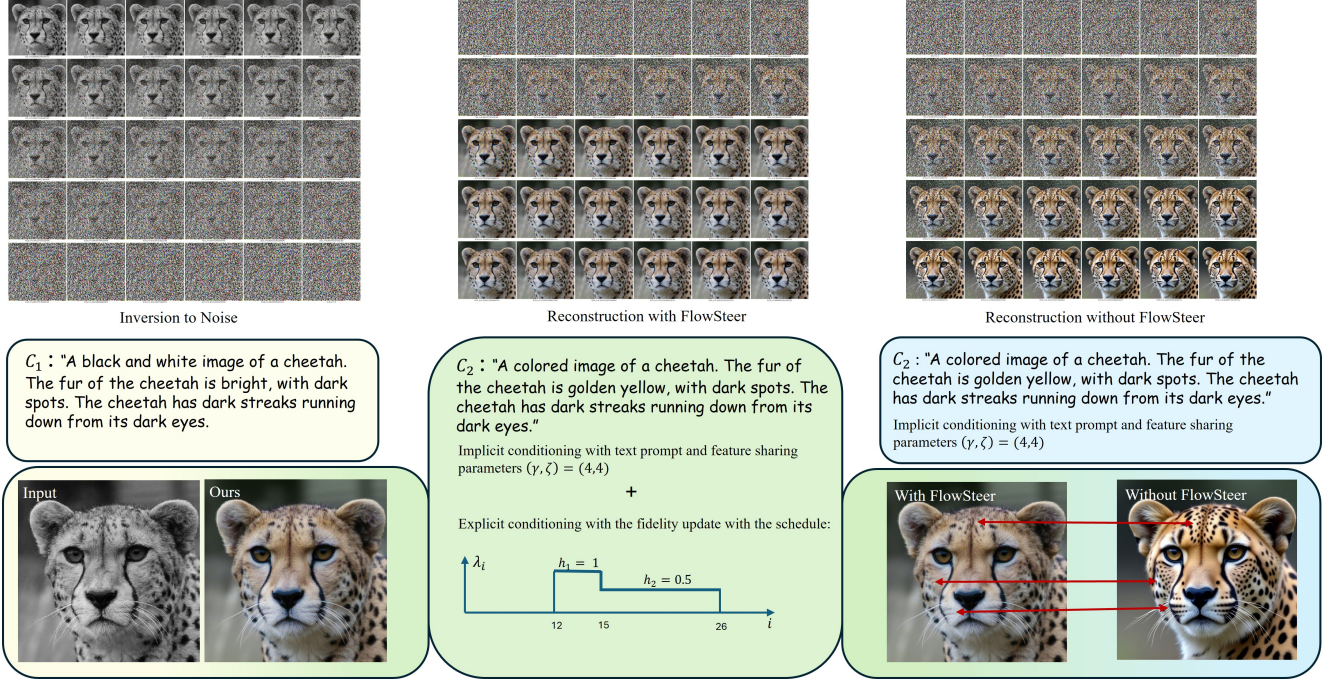 Inversion to Noise
Reconstruction with FlowSteer
Reconstruction without FlowSteer
C₁ : “A black and white image of a cheetah.
The fur of the cheetah is bright, with dark
spots. The cheetah has dark streaks running
down from its dark eyes.
Input
Ours
C₂ : “A colored image of a cheetah. The fur of
the cheetah is golden yellow, with dark spots. The
cheetah has dark streaks running down from its
dark eyes.”
Implicit conditioning with text prompt and feature sharing
parameters (γ, ζ) = (4,4)
+
Explicit conditioning with the fidelity update with the schedule:
λᵢ
h₁ = 1
h₂ = 0.5
12
15
26
i
C₂ : “A colored image of a cheetah. The fur of the
cheetah is golden yellow, with dark spots. The cheetah
has dark streaks running down from its dark eyes.”
Implicit conditioning with text prompt and feature sharing
parameters (γ, ζ) = (4,4)
With FlowSteer
Without FlowSteer